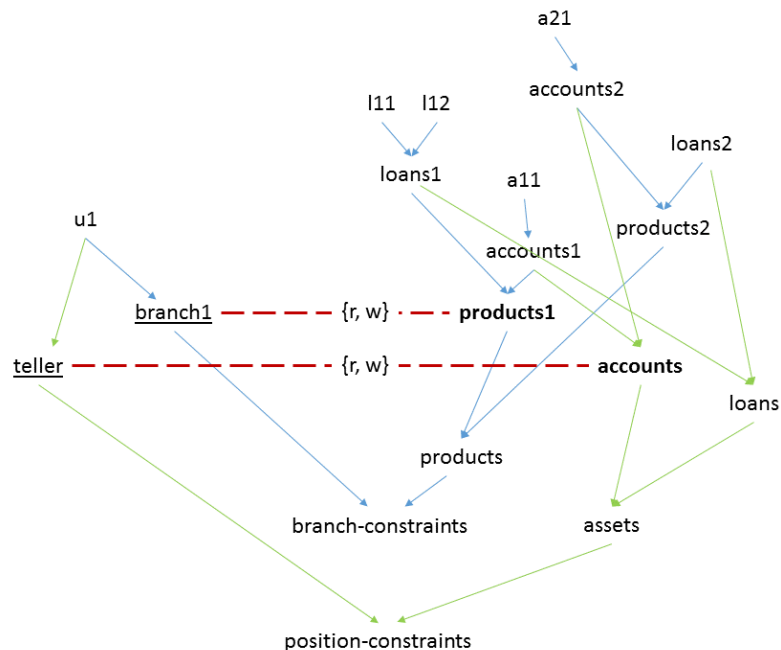 a21
accounts2
l11
l12
loans2
loans1
a11
u1
products2
accounts1
branch1
{r, w}
products1
teller
{r, w}
accounts
loans
products
branch-constraints
assets
position-constraints